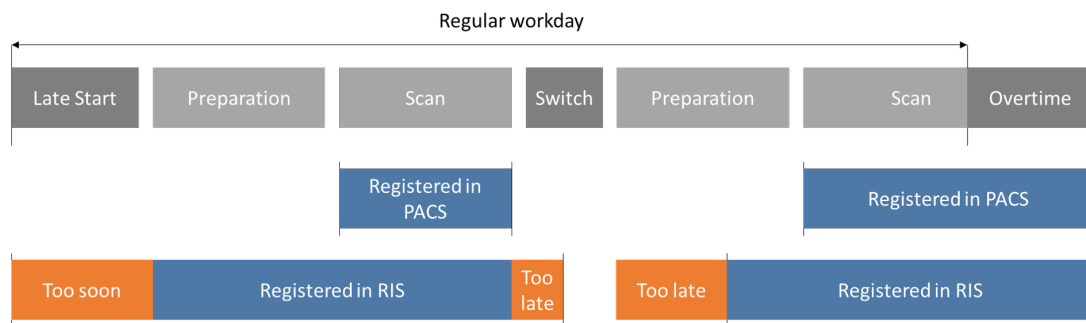 Regular workday
Late Start
Preparation
Scan
Switch
Preparation
Scan
Overtime
Registered in
PACS
Registered in PACS
Too soon
Registered in RIS
Too
late
Too late
Registered in RIS